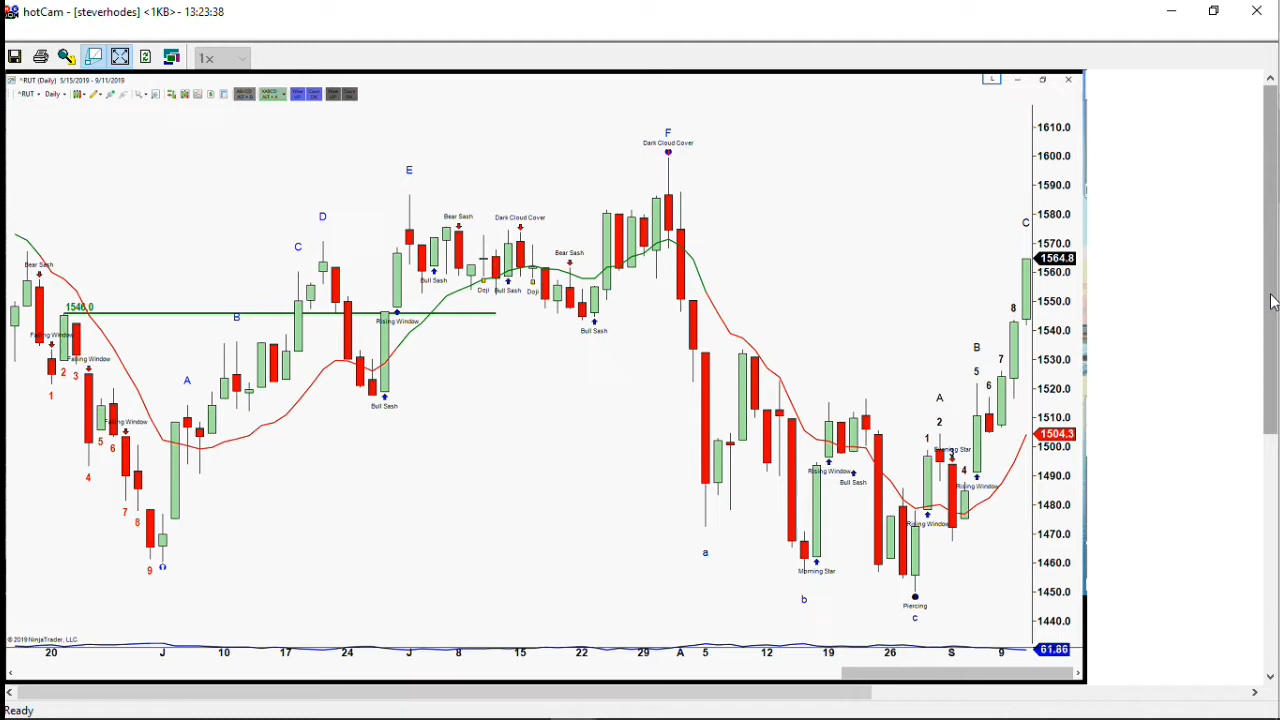 hotCam - [steverhodes] <1KB> - 13:23:38
1x
^RUT (Daily) 5/15/2019 - 9/11/2019
L
^RUT Daily
F
Dark Cloud Cover
1610.0
1600.0
E
1590.0
D
Bear Sash
Dark Cloud Cover
1580.0
C
C
Bear Sash
1570.0
Bear Sash
1564.8
Bull Sash
1560.0
Doji
Bull Sash
Doji
1550.0
1546.0
8
B
Rising Window
Bull Sash
1540.0
Falling Window
B
1530.0
Falling Window
7
2
3
A
5
1520.0
1
6
A
Bull Sash
1510.0
Falling Window
2
1504.3
5
6
1
1500.0
Star
4
Rising Window
1490.0
4
Bull Sash
Rising Window
1480.0
7
8
Rising Window
1470.0
a
1460.0
9
Morning Star
1450.0
b
Piercing
c
1440.0
© 2019 NinjaTrader, LLC
20
J
10
17
24
J
8
15
22
29
A
5
12
19
26
S
9
61.86
Ready